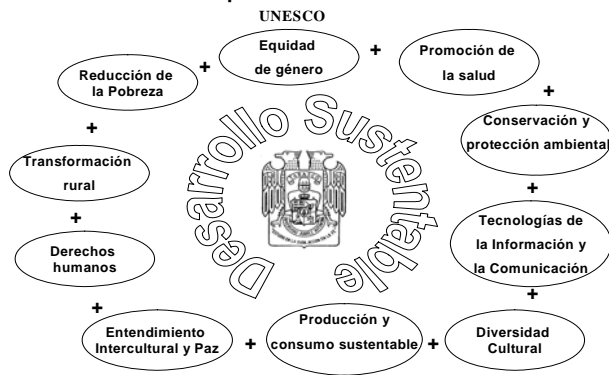 UNESCO
Equidad
de género
+
Promoción de
la salud
+
Conservación y
protección ambiental
+
Tecnologías de
la Información y
la Comunicación
+
Diversidad
Cultural
+
Producción y
consumo sustentable
+
Entendimiento
Intercultural y Paz
+
Derechos
humanos
+
Transformación
rural
+
Reducción de
la Pobreza
+
Desarrollo Sustentable